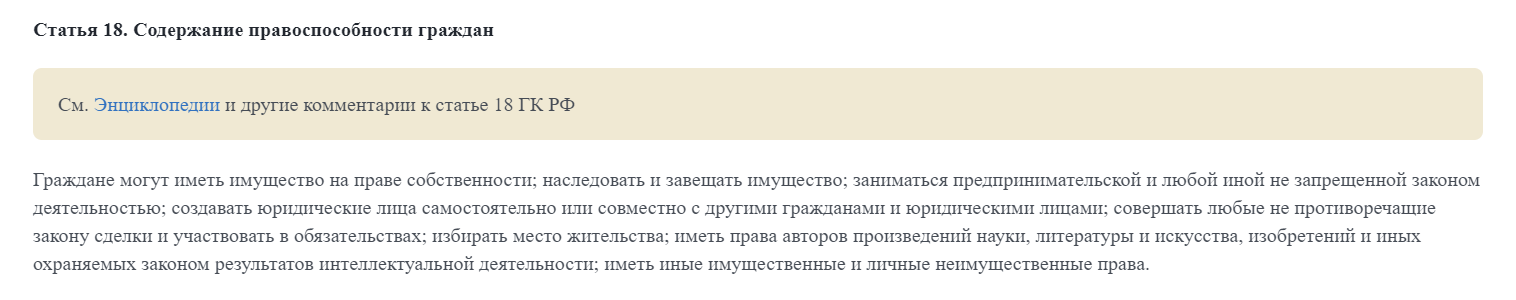 Статья 18. Содержание правоспособности граждан
См. Энциклопедии и другие комментарии к статье 18 ГК РФ
Граждане могут иметь имущество на праве собственности; наследовать и завещать имущество; заниматься предпринимательской и любой иной не запрещенной законом
деятельностью; создавать юридические лица самостоятельно или совместно с другими гражданами и юридическими лицами; совершать любые не противоречащие
закону сделки и участвовать в обязательствах; избирать место жительства; иметь права авторов произведений науки, литературы и искусства, изобретений и иных
охраняемых законом результатов интеллектуальной деятельности; иметь иные имущественные и личные неимущественные права.